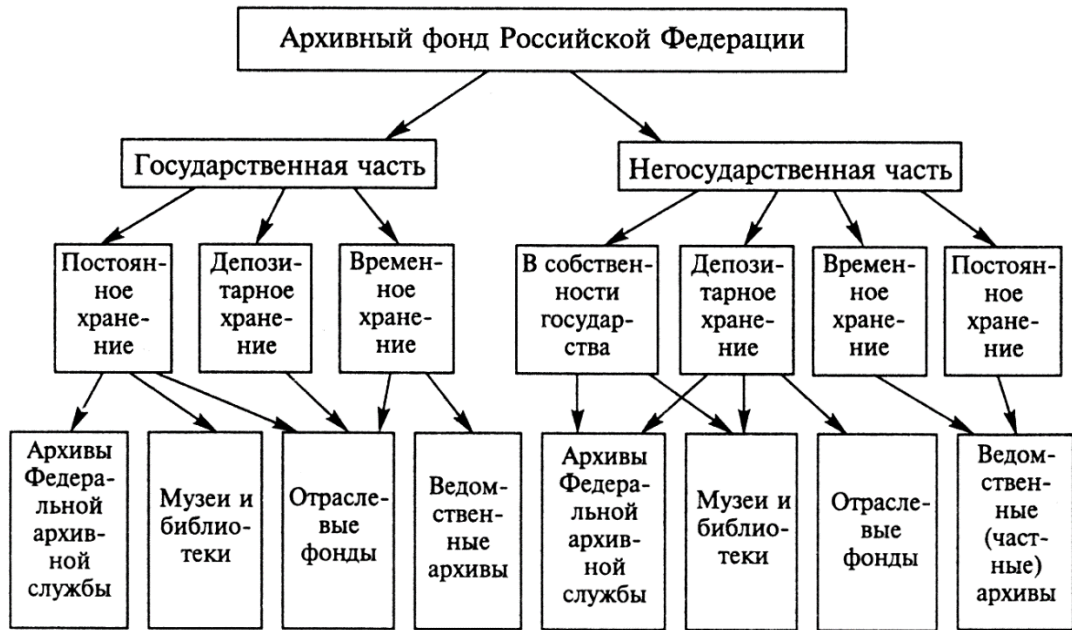 Архивный фонд Российской Федерации
Государственная часть
Негосударственная часть
Постоян-
ное
хране-
ние
Депози-
тарное
хране-
ние
Времен-
ное
хране-
ние
В собствен-
ности
государ-
ства
Депози-
тарное
хране-
ние
Времен-
ное
хране-
ние
Постоян-
ное
хране-
ние
Архивы
Федера-
льной
архив-
ной
службы
Музеи и
библио-
теки
Отрасле-
вые
фонды
Ведом-
ствен-
ные
архивы
Архивы
Федера-
льной
архив-
ной
службы
Музеи и
библио-
теки
Отрасле-
вые
фонды
Ведом-
ствен-
ные
(част-
ные)
архивы